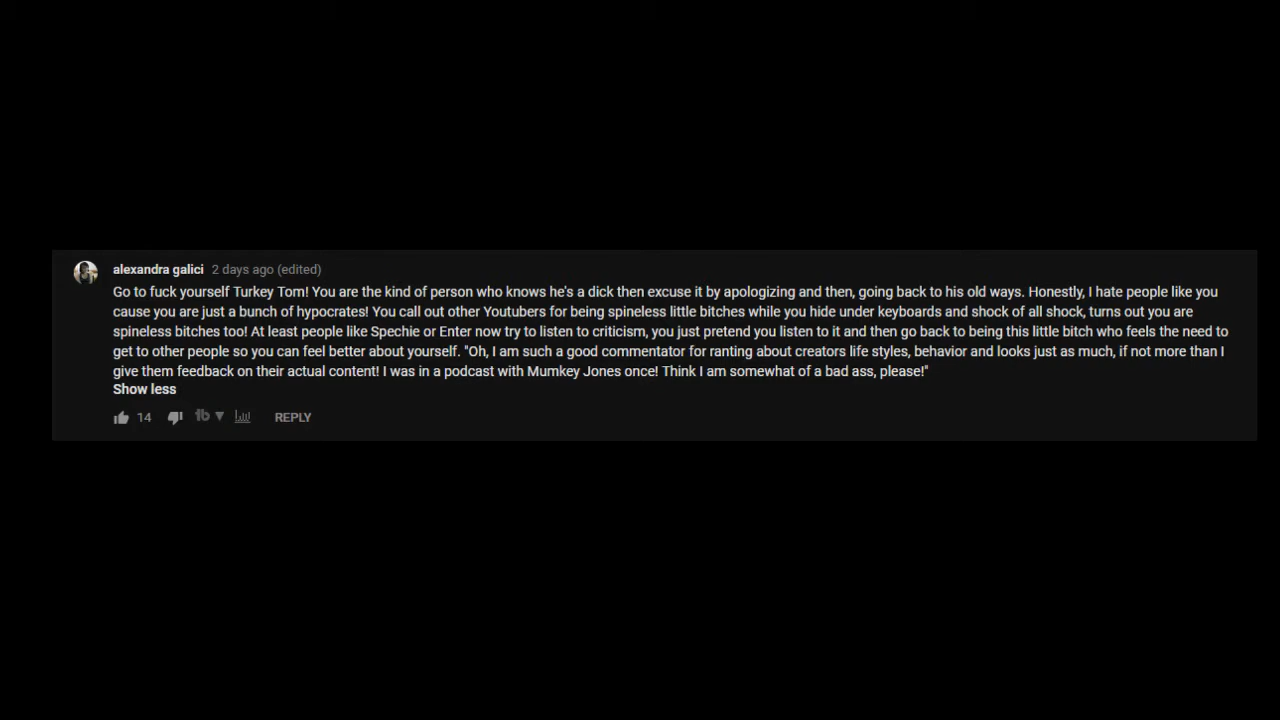 alexandra galici 2 days ago (edited)
Go to fuck yourself Turkey Tom! You are the kind of person who knows he's a dick then excuse it by apologizing and then, going back to his old ways. Honestly, I hate people like you
cause you are just a bunch of hypocrates! You call out other Youtubers for being spineless little bitches while you hide under keyboards and shock of all shock, turns out you are
spineless bitches too! At least people like Spechie or Enter now try to listen to criticism, you just pretend you listen to it and then go back to being this little bitch who feels the need to
get to other people so you can feel better about yourself. "Oh, I am such a good commentator for ranting about creators life styles, behavior and looks just as much, if not more than I
give them feedback on their actual content! I was in a podcast with Mumkey Jones once! Think I am somewhat of a bad ass, please!"
Show less
14 tb REPLY